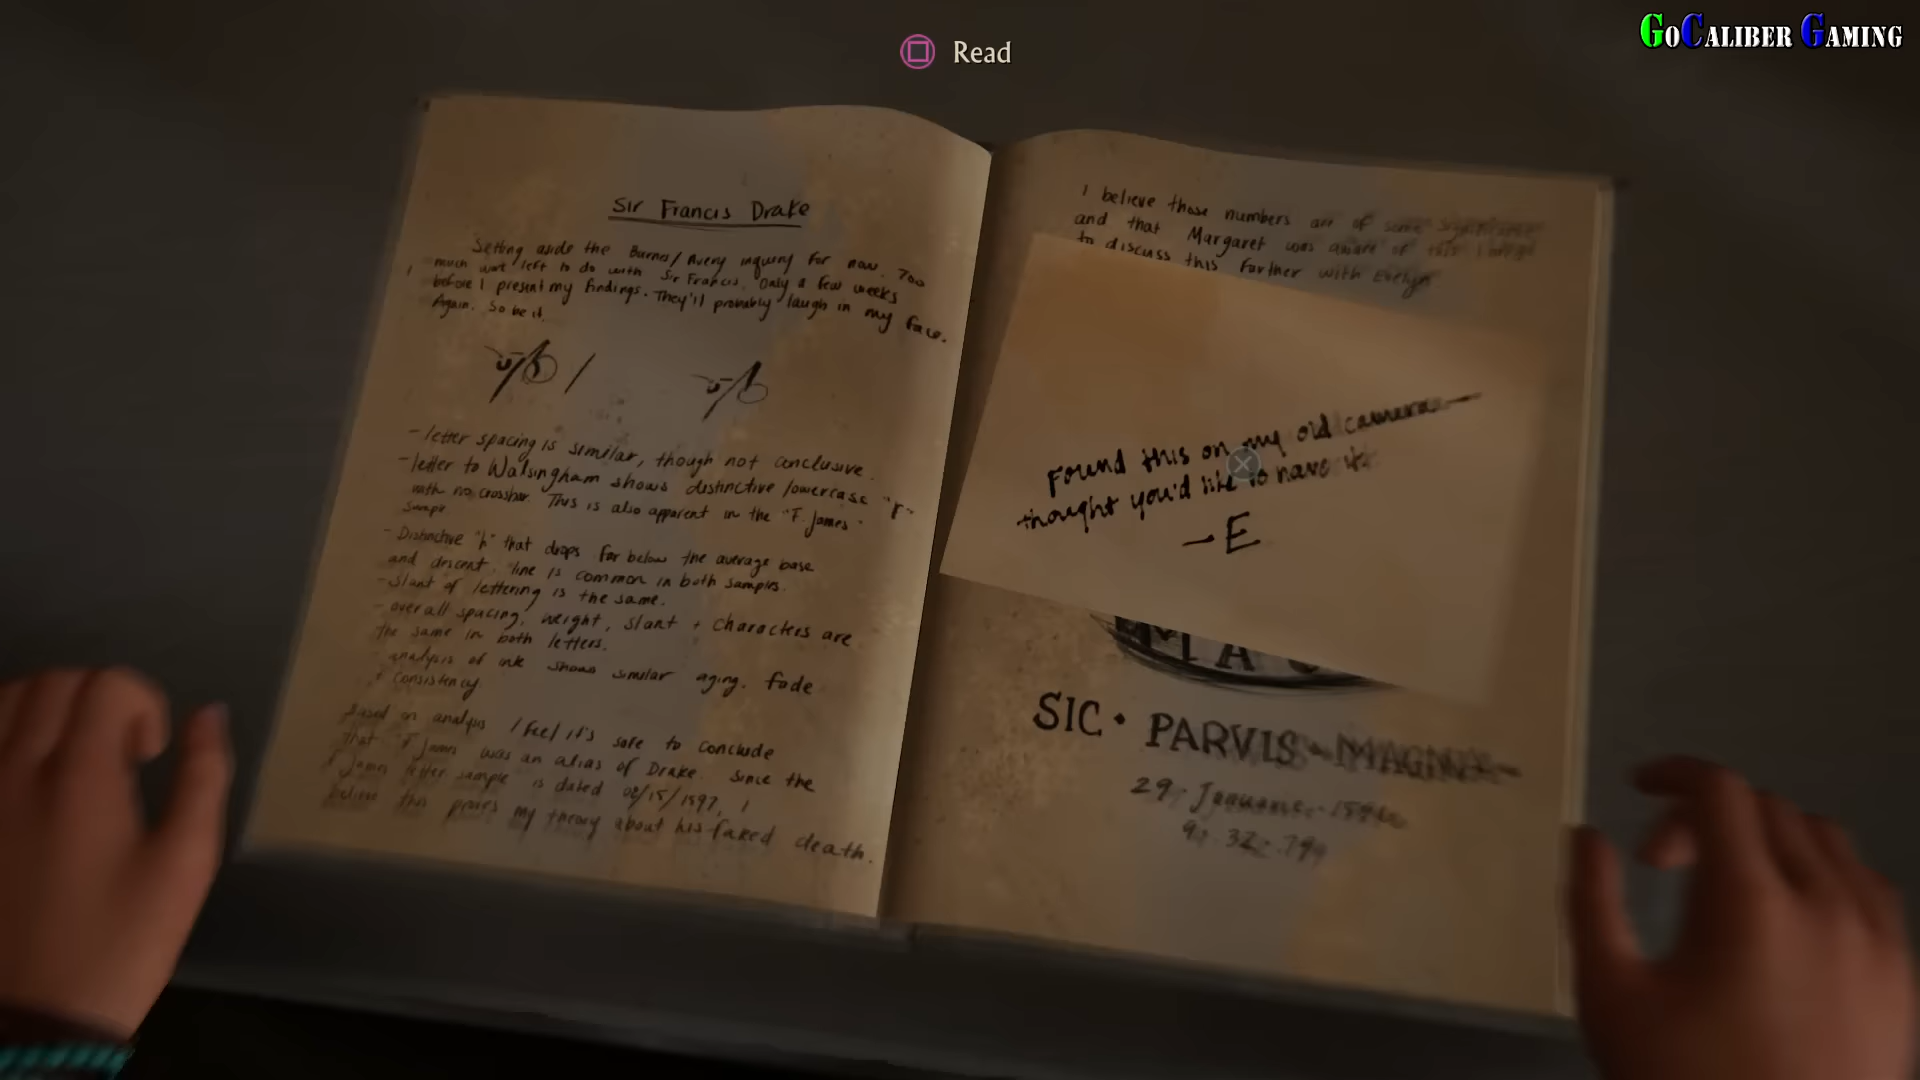 Read
GoCaliber Gaming
Sir Francis Drake
Setting aside the Burnes/Avery inquiry for now. Too
much work left to do with Sir Francis. Only a few weeks
before I present my findings. They'll probably laugh in my face.
Again. So be it.
- letter spacing is similar, though not conclusive.
- letter to Walsingham shows distinctive lowercase "F"
with no crossbar. This is also apparent in the "F. James"
sample
- Distinctive "h" that drops far below the average base
and descent line is common in both samples.
- slant of lettering is the same.
- overall spacing, weight, slant + characters are
the same in both letters.
- analysis of ink shows similar aging, fade
+ consistency.
Based on analysis I feel it's safe to conclude
that "F James" was an alias of Drake. Since the
F James letter sample is dated 02/15/1597, I
believe this proves my theory about his faked death.
I believe those numbers are of some significance
and that Margaret was aware of this I
to discuss this further with Evelyn
Found this on my old camera —
thought you'd like to have it
- E
SIC · PARVIS · MAGNA
29